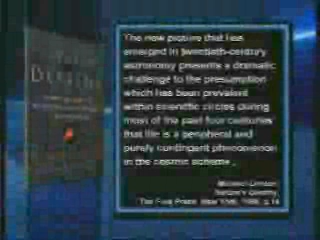 The new picture that has
emerged in twentieth-century
astronomy presents a dramatic
challenge to the presumption
which has been prevalent
within scientific circles during
most of the past four centuries
that life is a peripheral and
purely contingent phenomenon
in the cosmic scheme.
Michael Denton
Nature's Destiny
The Free Press, New York, 1998, p.14